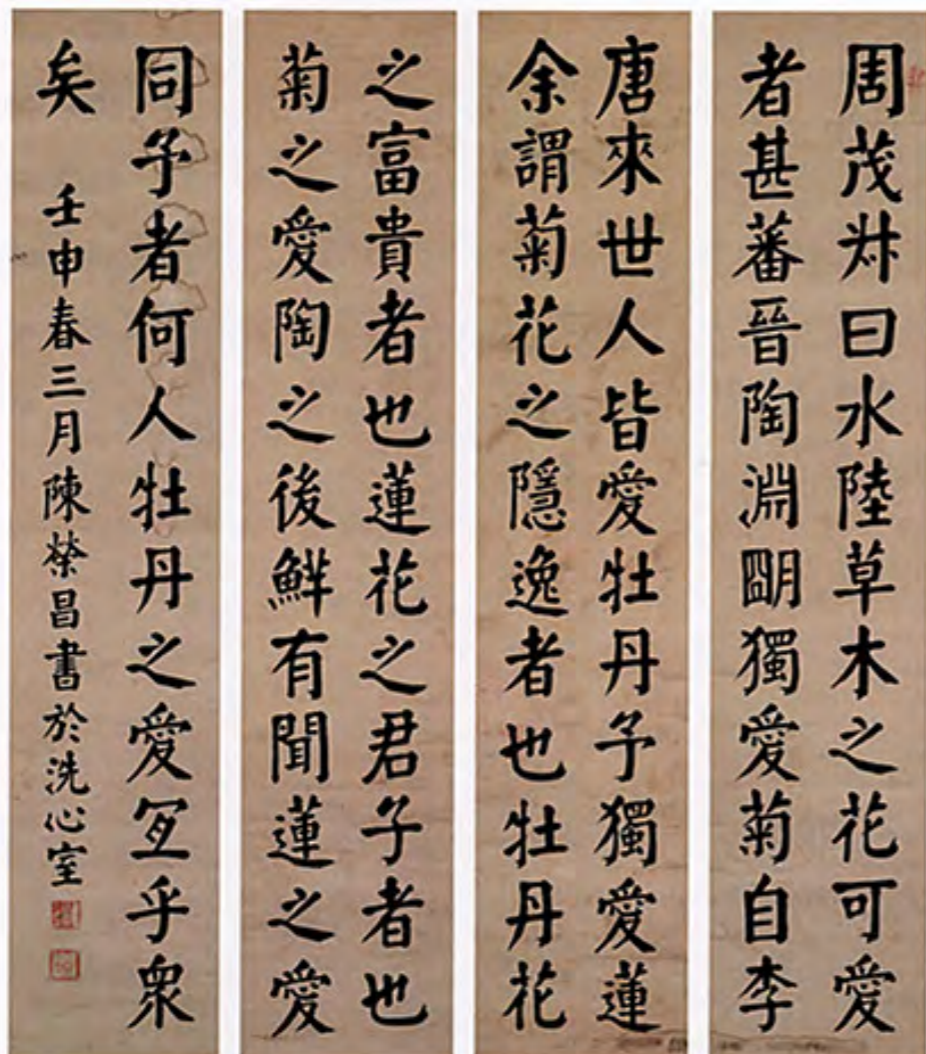 周茂叔曰水陸草木之花可愛
者甚蕃晉陶淵朙獨愛菊自李
唐來世人皆愛牡丹予獨愛蓮
余謂菊花之隱逸者也牡丹花
之富貴者也蓮花之君子者也
菊之愛陶之後鮮有聞蓮之愛
同予者何人牡丹之愛宜乎眾
矣 壬申春三月陳榮昌書於洗心室